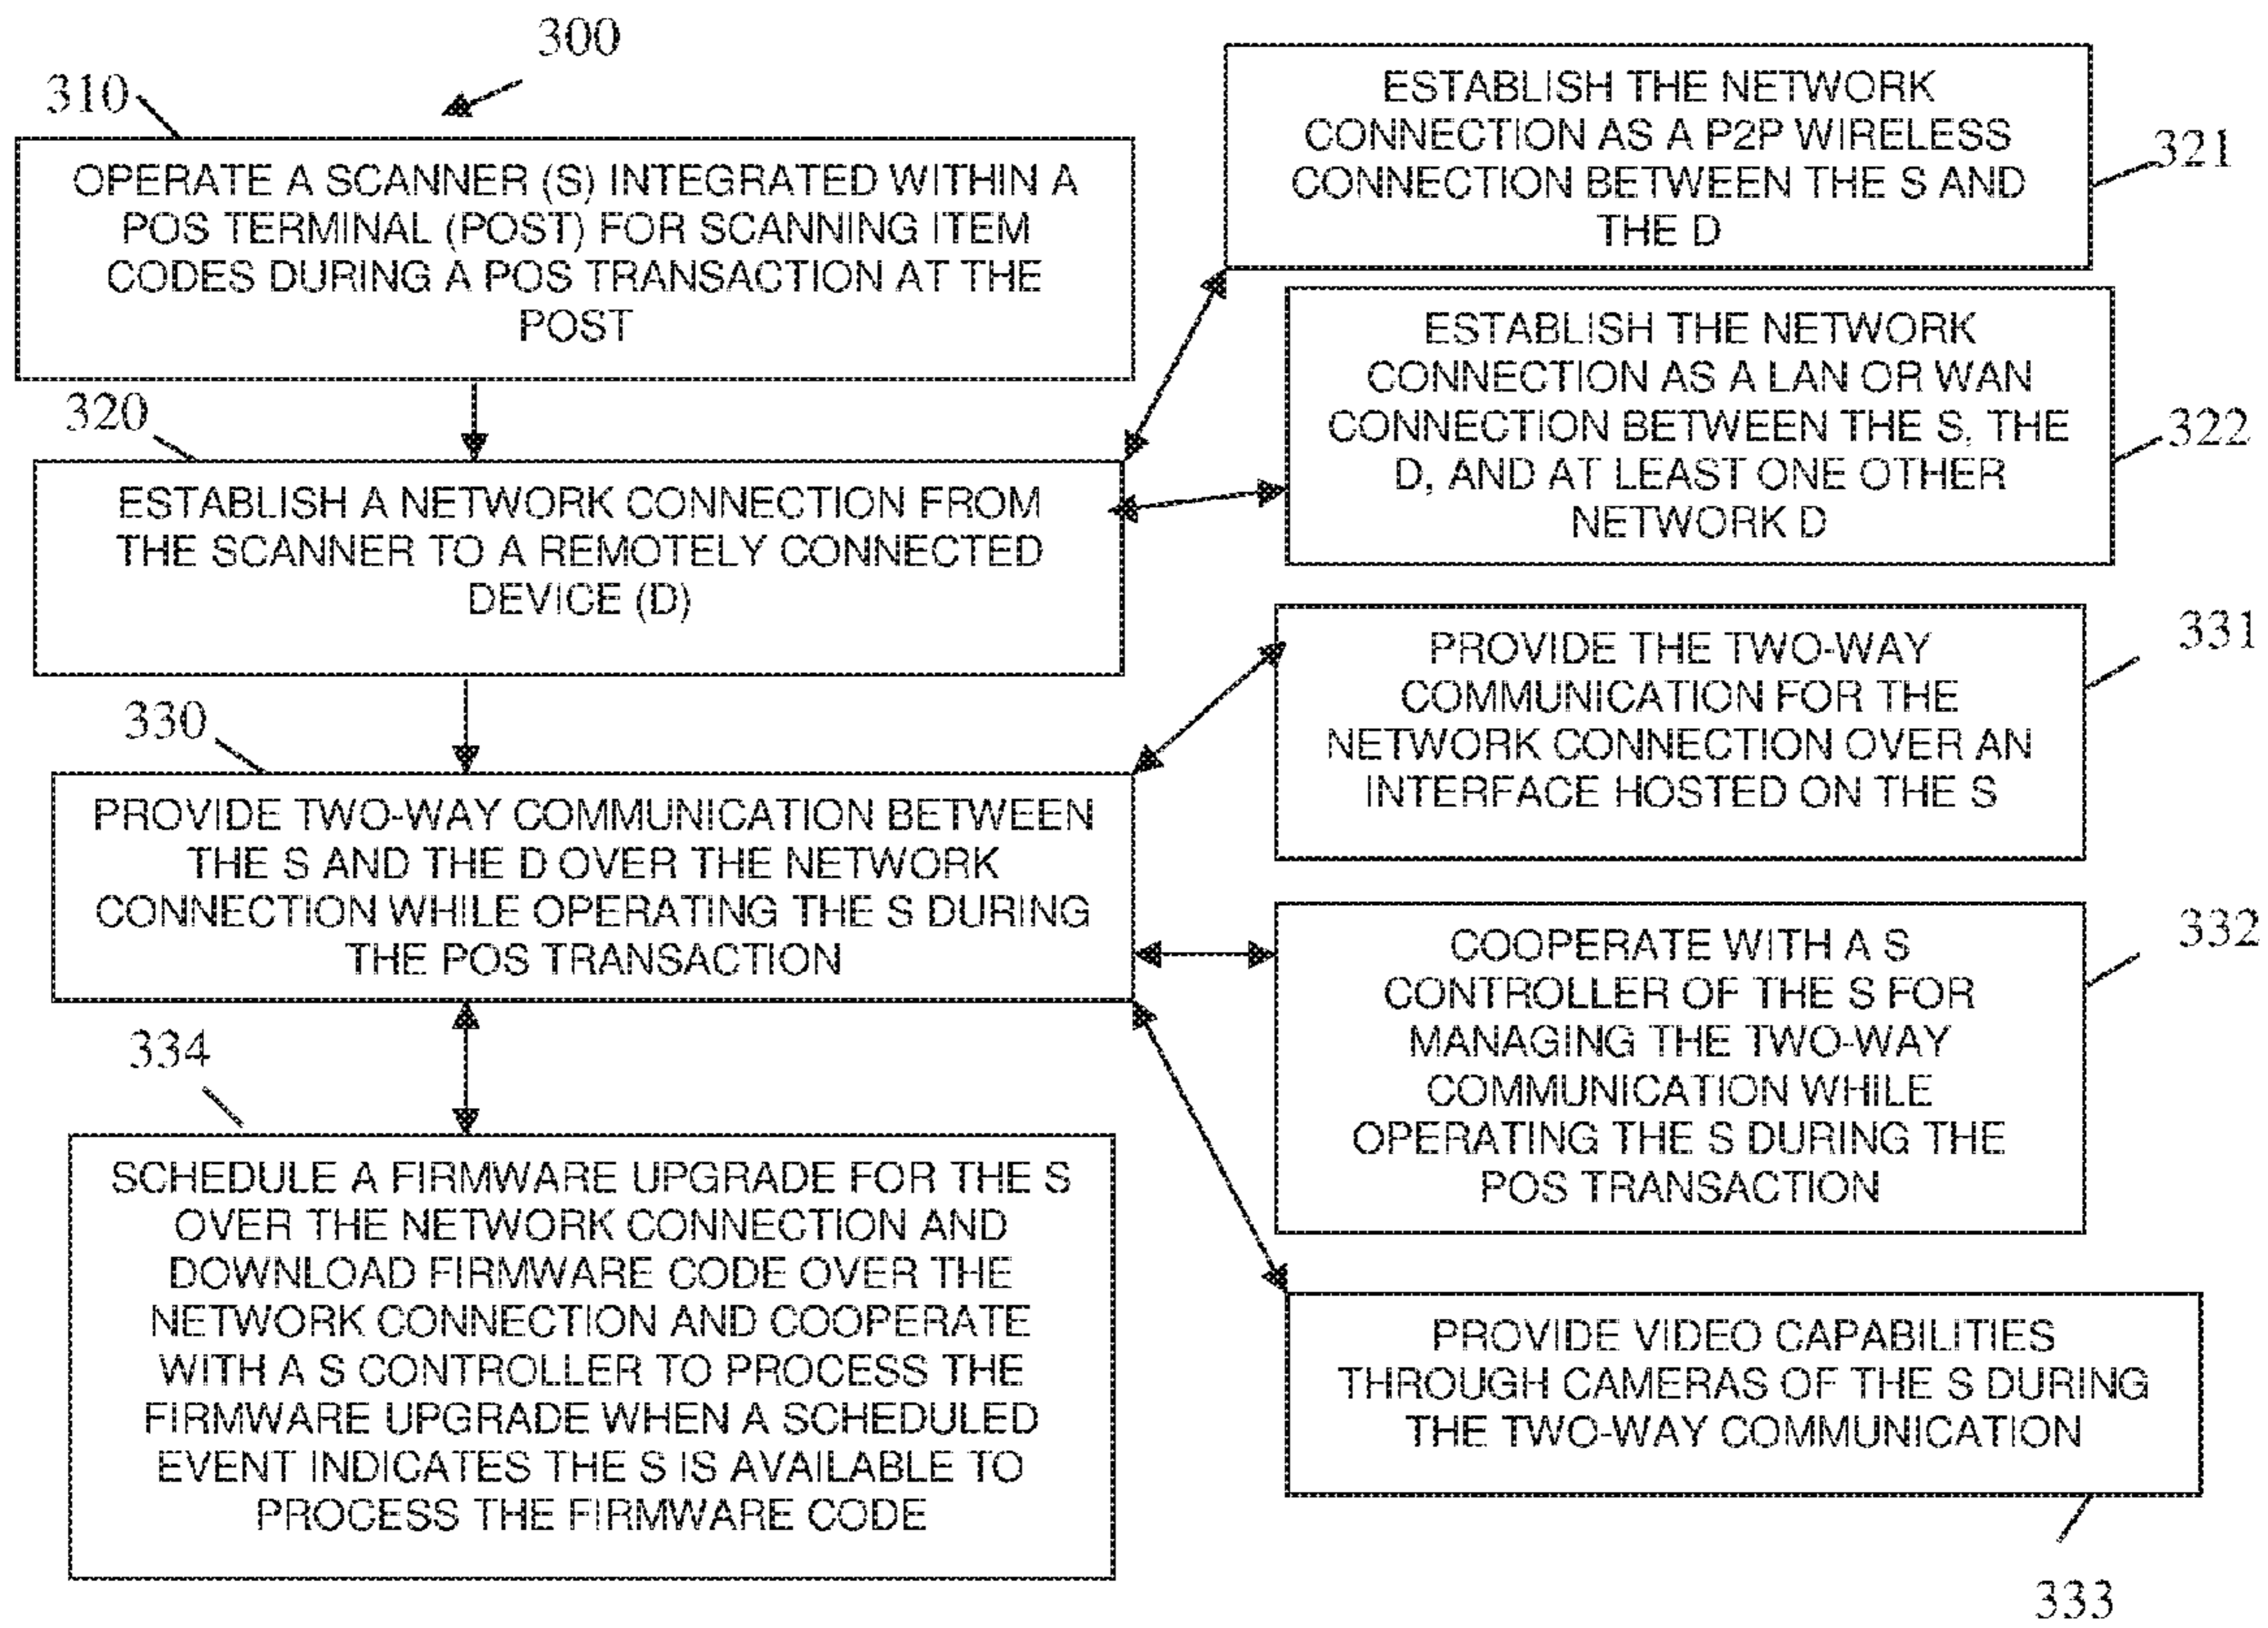 300
310
OPERATE A SCANNER (S) INTEGRATED WITHIN A
POS TERMINAL (POST) FOR SCANNING ITEM
CODES DURING A POS TRANSACTION AT THE
POST
320
ESTABLISH A NETWORK CONNECTION FROM
THE SCANNER TO A REMOTELY CONNECTED
DEVICE (D)
330
PROVIDE TWO-WAY COMMUNICATION BETWEEN
THE S AND THE D OVER THE NETWORK
CONNECTION WHILE OPERATING THE S DURING
THE POS TRANSACTION
334
SCHEDULE A FIRMWARE UPGRADE FOR THE S
OVER THE NETWORK CONNECTION AND
DOWNLOAD FIRMWARE CODE OVER THE
NETWORK CONNECTION AND COOPERATE
WITH A S CONTROLLER TO PROCESS THE
FIRMWARE UPGRADE WHEN A SCHEDULED
EVENT INDICATES THE S IS AVAILABLE TO
PROCESS THE FIRMWARE CODE
ESTABLISH THE NETWORK
CONNECTION AS A P2P WIRELESS
CONNECTION BETWEEN THE S AND
THE D
321
ESTABLISH THE NETWORK
CONNECTION AS A LAN OR WAN
CONNECTION BETWEEN THE S, THE
D, AND AT LEAST ONE OTHER
NETWORK D
322
PROVIDE THE TWO-WAY
COMMUNICATION FOR THE
NETWORK CONNECTION OVER AN
INTERFACE HOSTED ON THE S
331
COOPERATE WITH A S
CONTROLLER OF THE S FOR
MANAGING THE TWO-WAY
COMMUNICATION WHILE
OPERATING THE S DURING THE
POS TRANSACTION
332
PROVIDE VIDEO CAPABILITIES
THROUGH CAMERAS OF THE S DURING
THE TWO-WAY COMMUNICATION
333